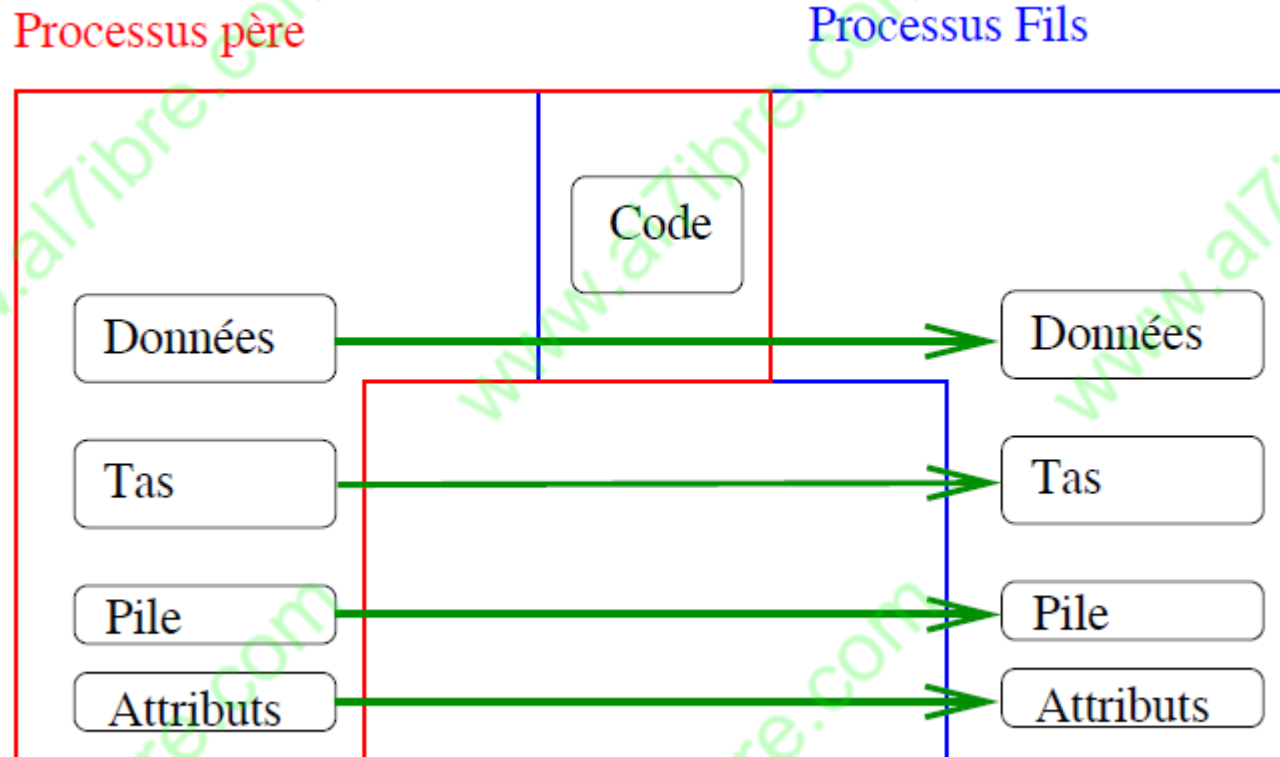 Processus père
Processus Fils
Code
Données
Données
Tas
Tas
Pile
Pile
Attributs
Attributs
www.al7ibre.com